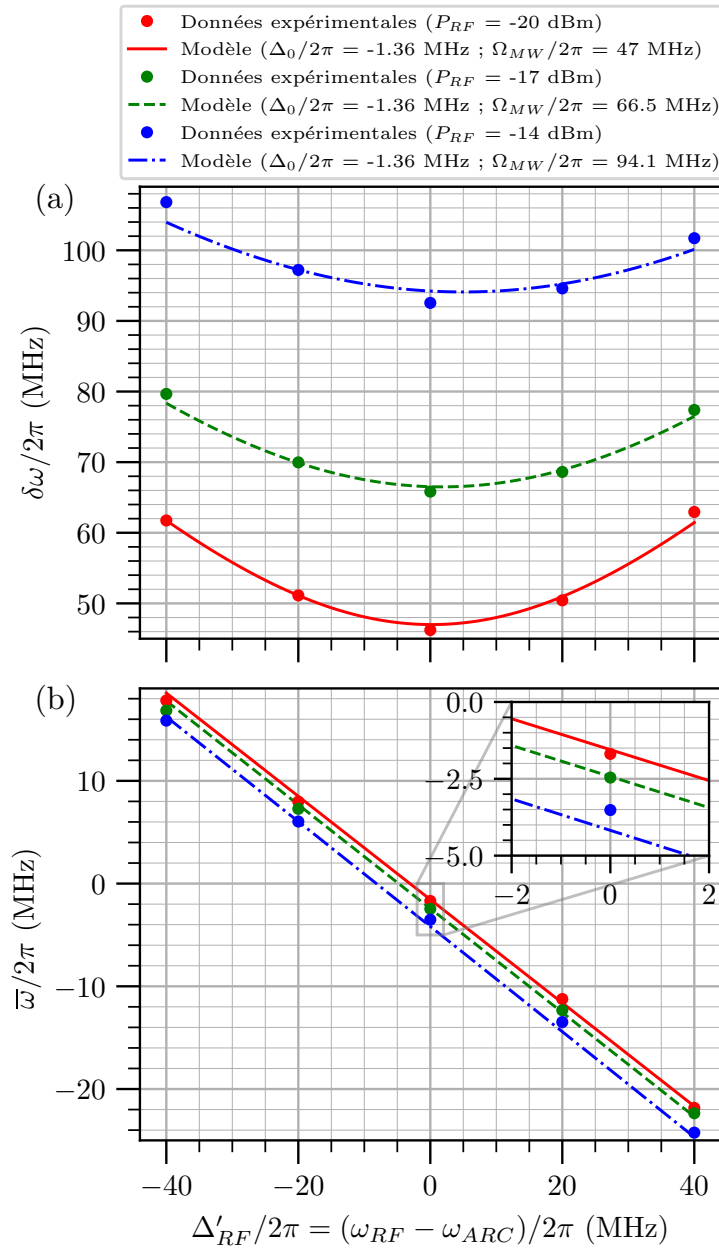 Données expérimentales (P_RF = -20 dBm)
Modèle (Δ_0/2π = -1.36 MHz ; Ω_MW/2π = 47 MHz)
Données expérimentales (P_RF = -17 dBm)
Modèle (Δ_0/2π = -1.36 MHz ; Ω_MW/2π = 66.5 MHz)
Données expérimentales (P_RF = -14 dBm)
Modèle (Δ_0/2π = -1.36 MHz ; Ω_MW/2π = 94.1 MHz)
(a)
100
90
80
70
60
50
δω/2π (MHz)
(b)
10
0
−10
−20
ω̅/2π (MHz)
0.0
−2.5
−5.0
−2
0
2
−40
−20
0
20
40
Δ′_RF/2π = (ω_RF − ω_ARC)/2π (MHz)